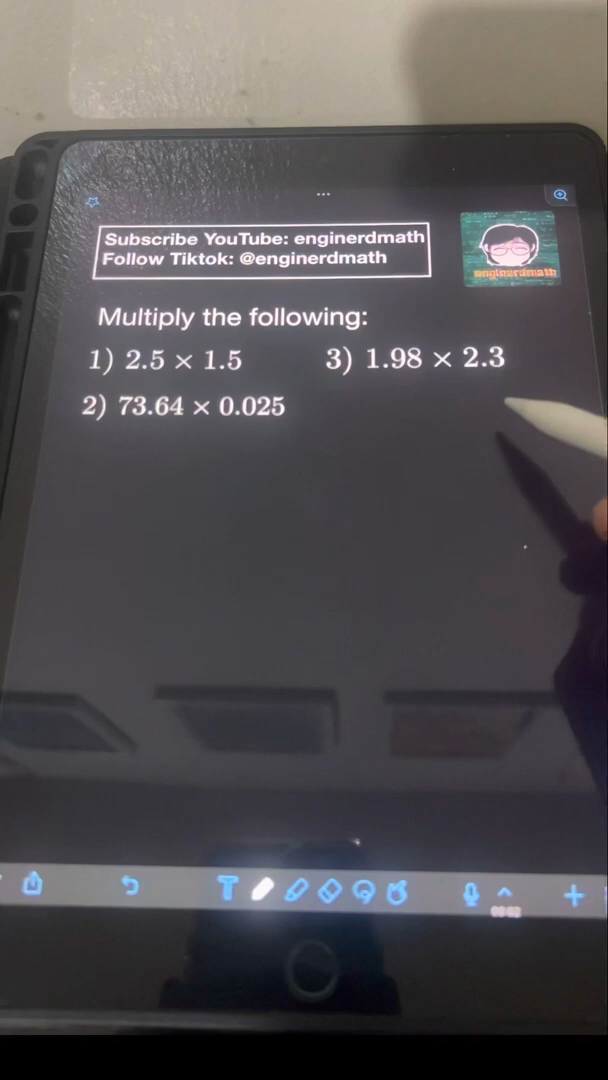 Subscribe YouTube: enginerdmath
Follow Tiktok: @enginerdmath
enginerdmath
Multiply the following:
1) 2.5 × 1.5
3) 1.98 × 2.3
2) 73.64 × 0.025